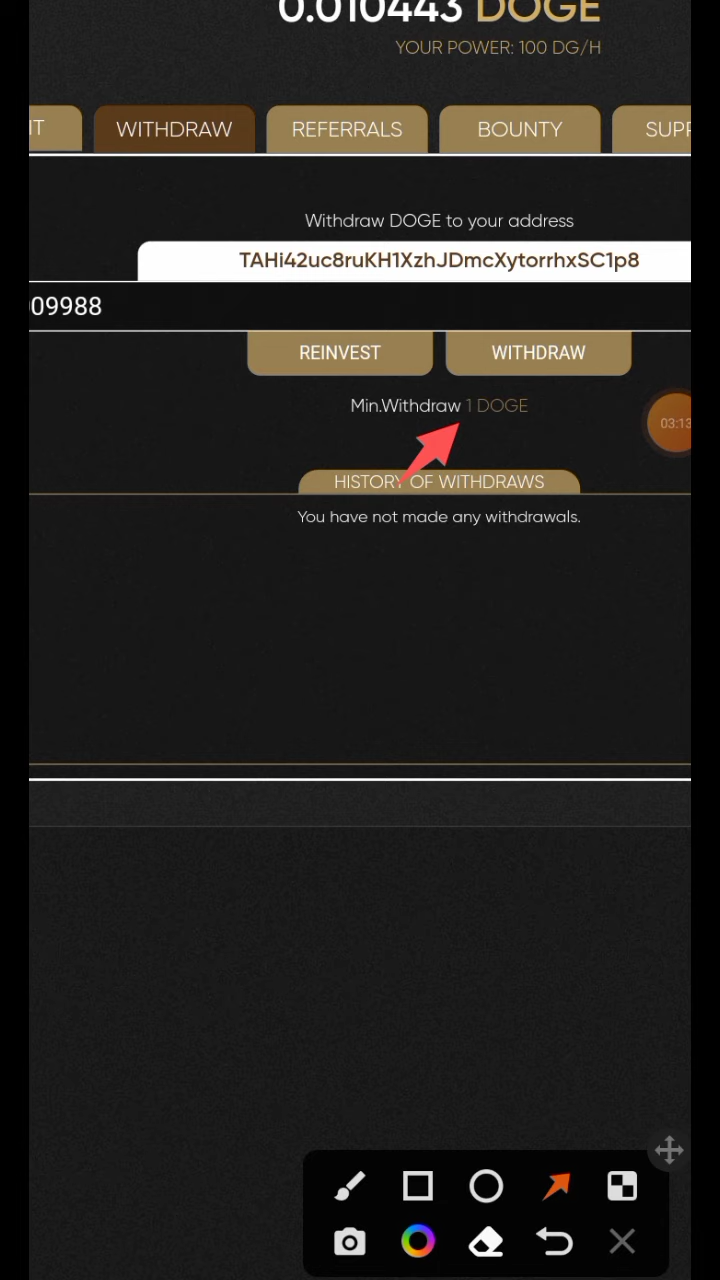 0.010443 DOGE
YOUR POWER: 100 DG/H
WITHDRAW
REFERRALS
BOUNTY
Withdraw DOGE to your address
TAHi42uc8ruKH1XzhJDmcXytorrhxSC1p8
09988
REINVEST
WITHDRAW
Min.Withdraw 1 DOGE
03:13
HISTORY OF WITHDRAWS
You have not made any withdrawals.